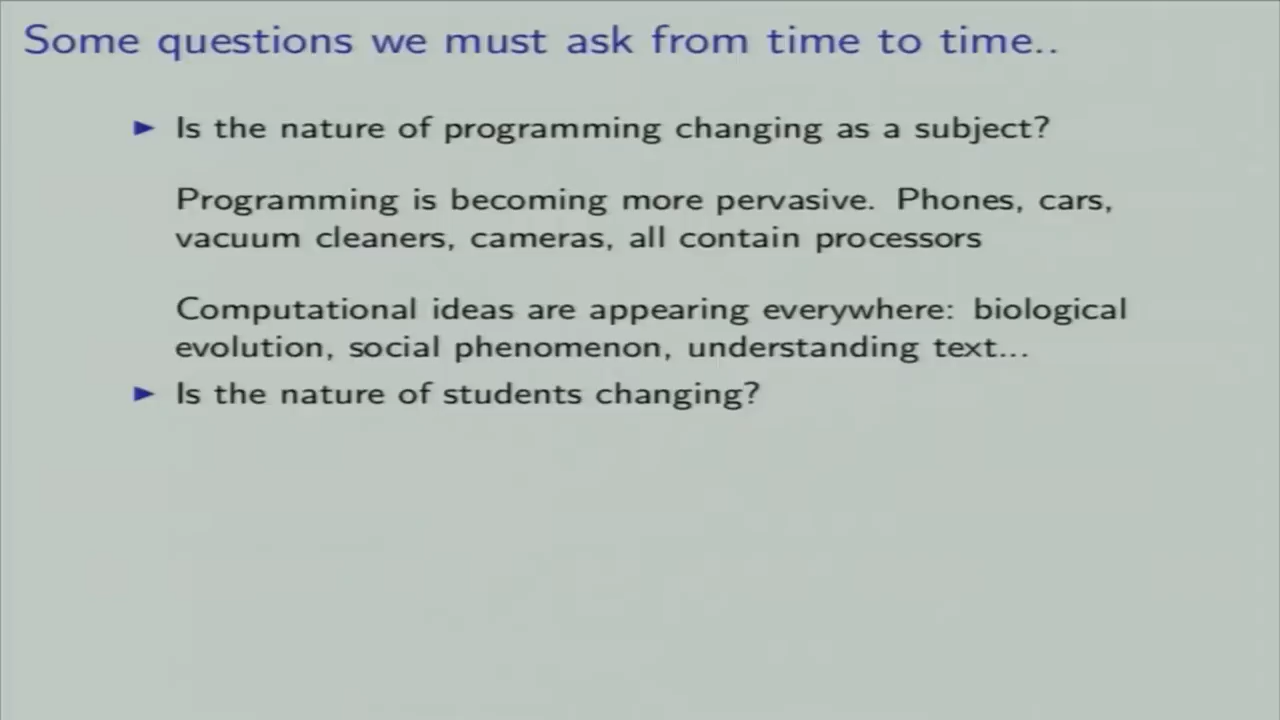 Some questions we must ask from time to time..
▶ Is the nature of programming changing as a subject?
Programming is becoming more pervasive. Phones, cars,
vacuum cleaners, cameras, all contain processors
Computational ideas are appearing everywhere: biological
evolution, social phenomenon, understanding text...
▶ Is the nature of students changing?